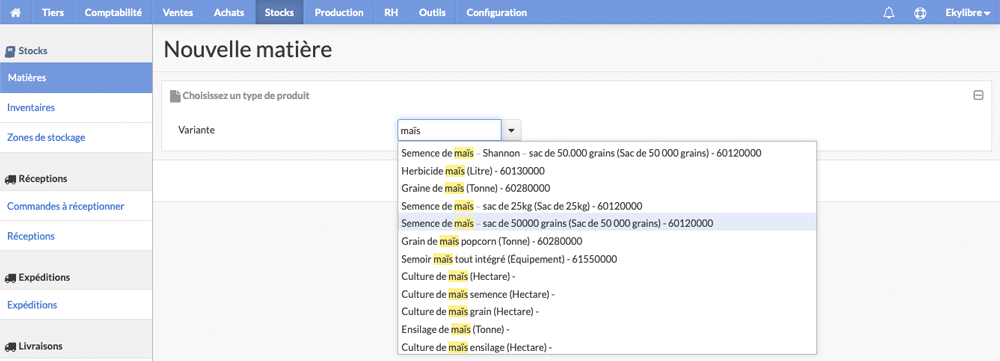 Tiers Comptabilité Ventes Achats Stocks Production RH Outils Configuration Ekylibre
Stocks
Matières
Inventaires
Zones de stockage
Réceptions
Commandes à réceptionner
Réceptions
Expéditions
Expéditions
Livraisons
Nouvelle matière
Choisissez un type de produit
Variante
maïs
Semence de maïs - Shannon - sac de 50.000 grains (Sac de 50 000 grains) - 60120000
Herbicide maïs (Litre) - 60130000
Graine de maïs (Tonne) - 60280000
Semence de maïs - sac de 25kg (Sac de 25kg) - 60120000
Semence de maïs - sac de 50000 grains (Sac de 50 000 grains) - 60120000
Grain de maïs popcorn (Tonne) - 60280000
Semoir maïs tout intégré (Équipement) - 61550000
Culture de maïs (Hectare) -
Culture de maïs semence (Hectare) -
Culture de maïs grain (Hectare) -
Ensilage de maïs (Tonne) -
Culture de maïs ensilage (Hectare) -